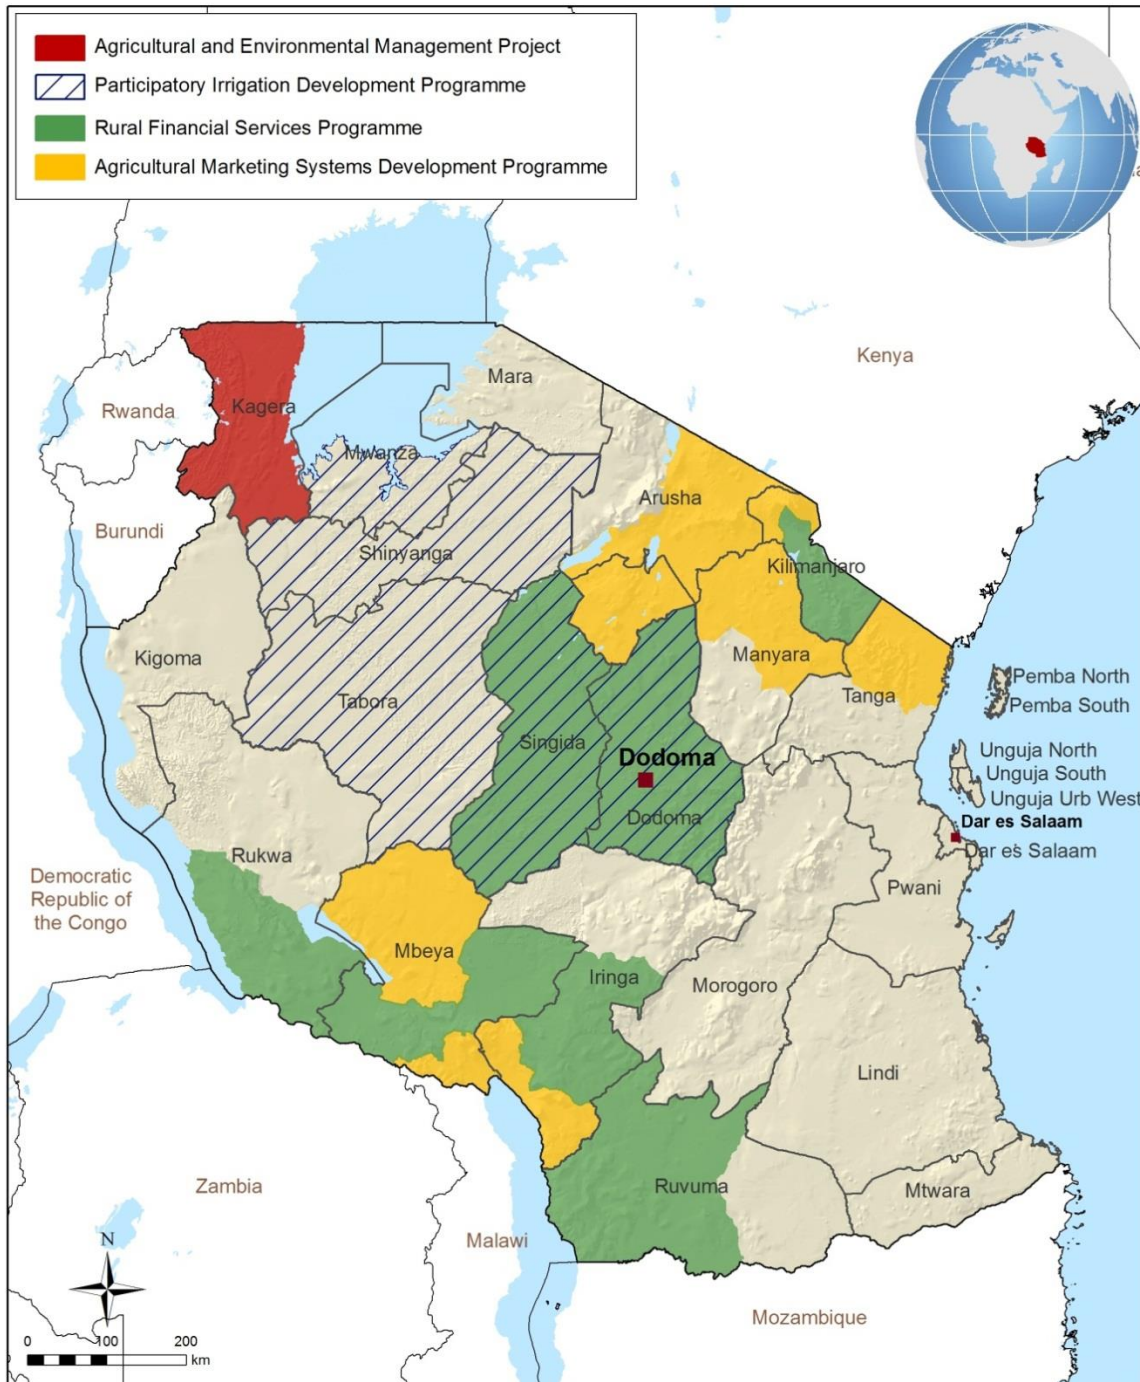 Agricultural and Environmental Management Project
Participatory Irrigation Development Programme
Rural Financial Services Programme
Agricultural Marketing Systems Development Programme
Kenya
Mara
Rwanda
Kagera
Mwanza
Arusha
Burundi
Shinyanga
Kilimanjaro
Kigoma
Manyara
Pemba North
Tabora
Tanga
Pemba South
Singida
Unguja North
Dodoma
Unguja South
Unguja Urb West
Dodoma
Dar es Salaam
Rukwa
Dar es Salaam
Democratic
Republic of
the Congo
Pwani
Mbeya
Iringa
Morogoro
Lindi
Zambia
Ruvuma
Mtwara
N
Malawi
Mozambique
0 100 200
km